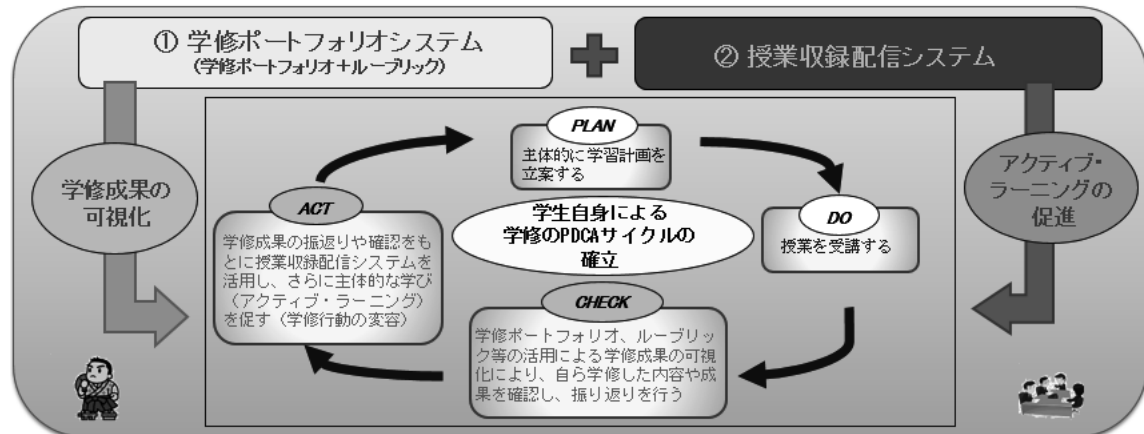 ① 学修ポートフォリオシステム
(学修ポートフォリオ+ルーブリック)
② 授業収録配信システム
学修成果の
可視化
アクティブ・
ラーニングの
促進
PLAN
主体的に学習計画を
立案する
DO
授業を受講する
学生自身による
学修のPDCAサイクルの
確立
ACT
学修成果の振返りや確認をも
とに授業収録配信システムを
活用し、さらに主体的な学び
(アクティブ・ラーニング)
を促す(学修行動の変容)
CHECK
学修ポートフォリオ、ルーブリッ
ク等の活用による学修成果の可視
化により、自ら学修した内容や成
果を確認し、振り返りを行う